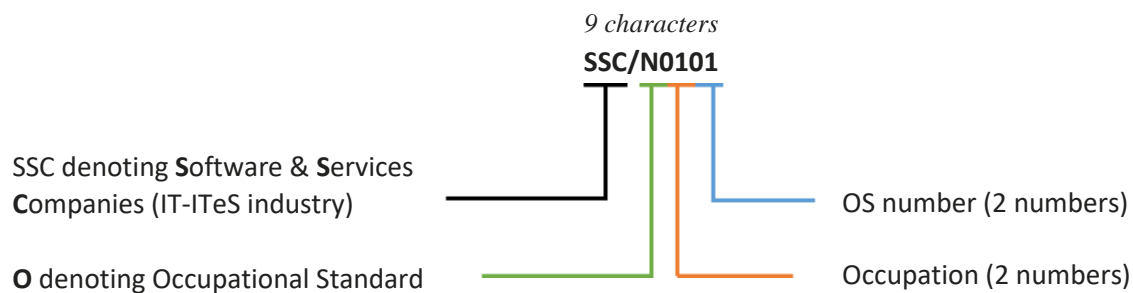 9 characters
SSC/N0101
SSC denoting Software & Services
Companies (IT-ITeS industry)
OS number (2 numbers)
O denoting Occupational Standard
Occupation (2 numbers)